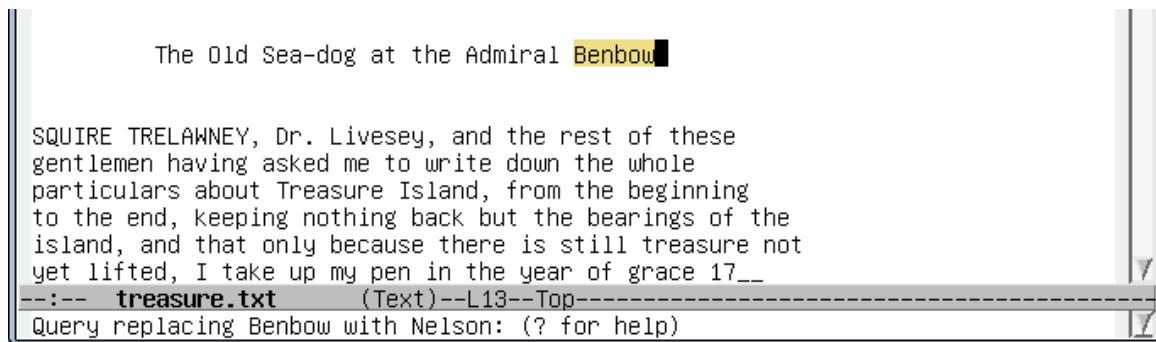 The Old Sea-dog at the Admiral Benbow
SQUIRE TRELAWNEY, Dr. Livesey, and the rest of these
gentlemen having asked me to write down the whole
particulars about Treasure Island, from the beginning
to the end, keeping nothing back but the bearings of the
island, and that only because there is still treasure not
yet lifted, I take up my pen in the year of grace 17__
--:--  treasure.txt      (Text)--L13--Top-------------------------------------------
Query replacing Benbow with Nelson: (? for help)